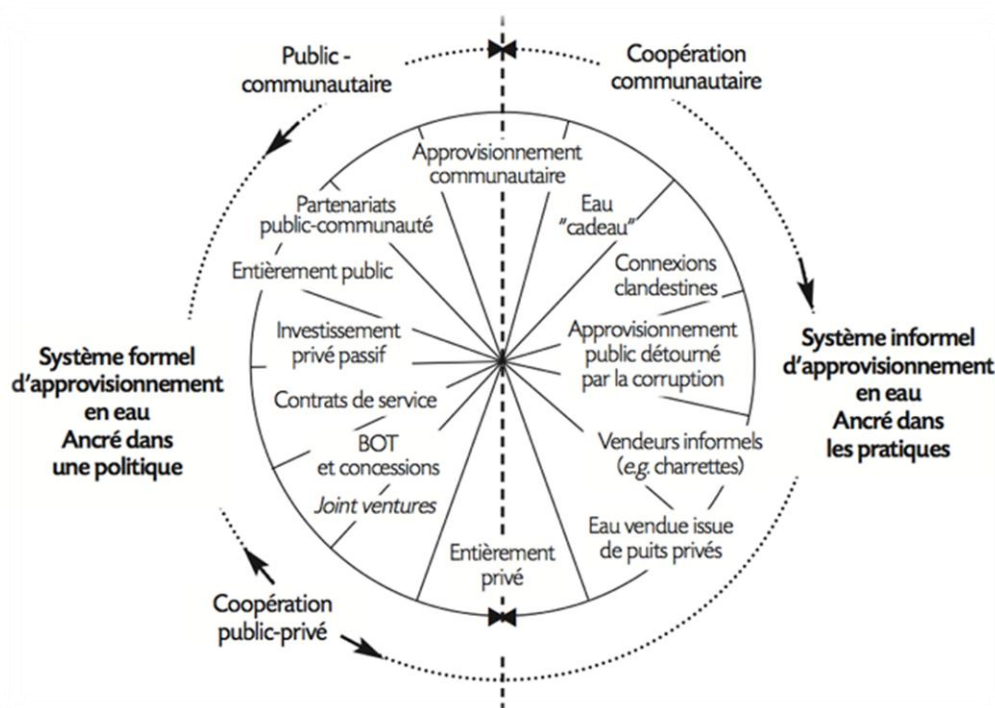 Public -
communautaire
Coopération
communautaire
Approvisionnement
communautaire
Partenariats
public-communauté
Eau
"cadeau"
Entièrement public
Connexions
clandestines
Investissement
privé passif
Approvisionnement
public détourné
par la corruption
Système formel
d'approvisionnement
en eau
Ancré dans
une politique
Système informel
d'approvisionnement
en eau
Ancré dans
les pratiques
Contrats de service
BOT
et concessions
Vendeurs informels
(e.g. charrettes)
Joint ventures
Eau vendue issue
de puits privés
Entièrement
privé
Coopération
public-privé